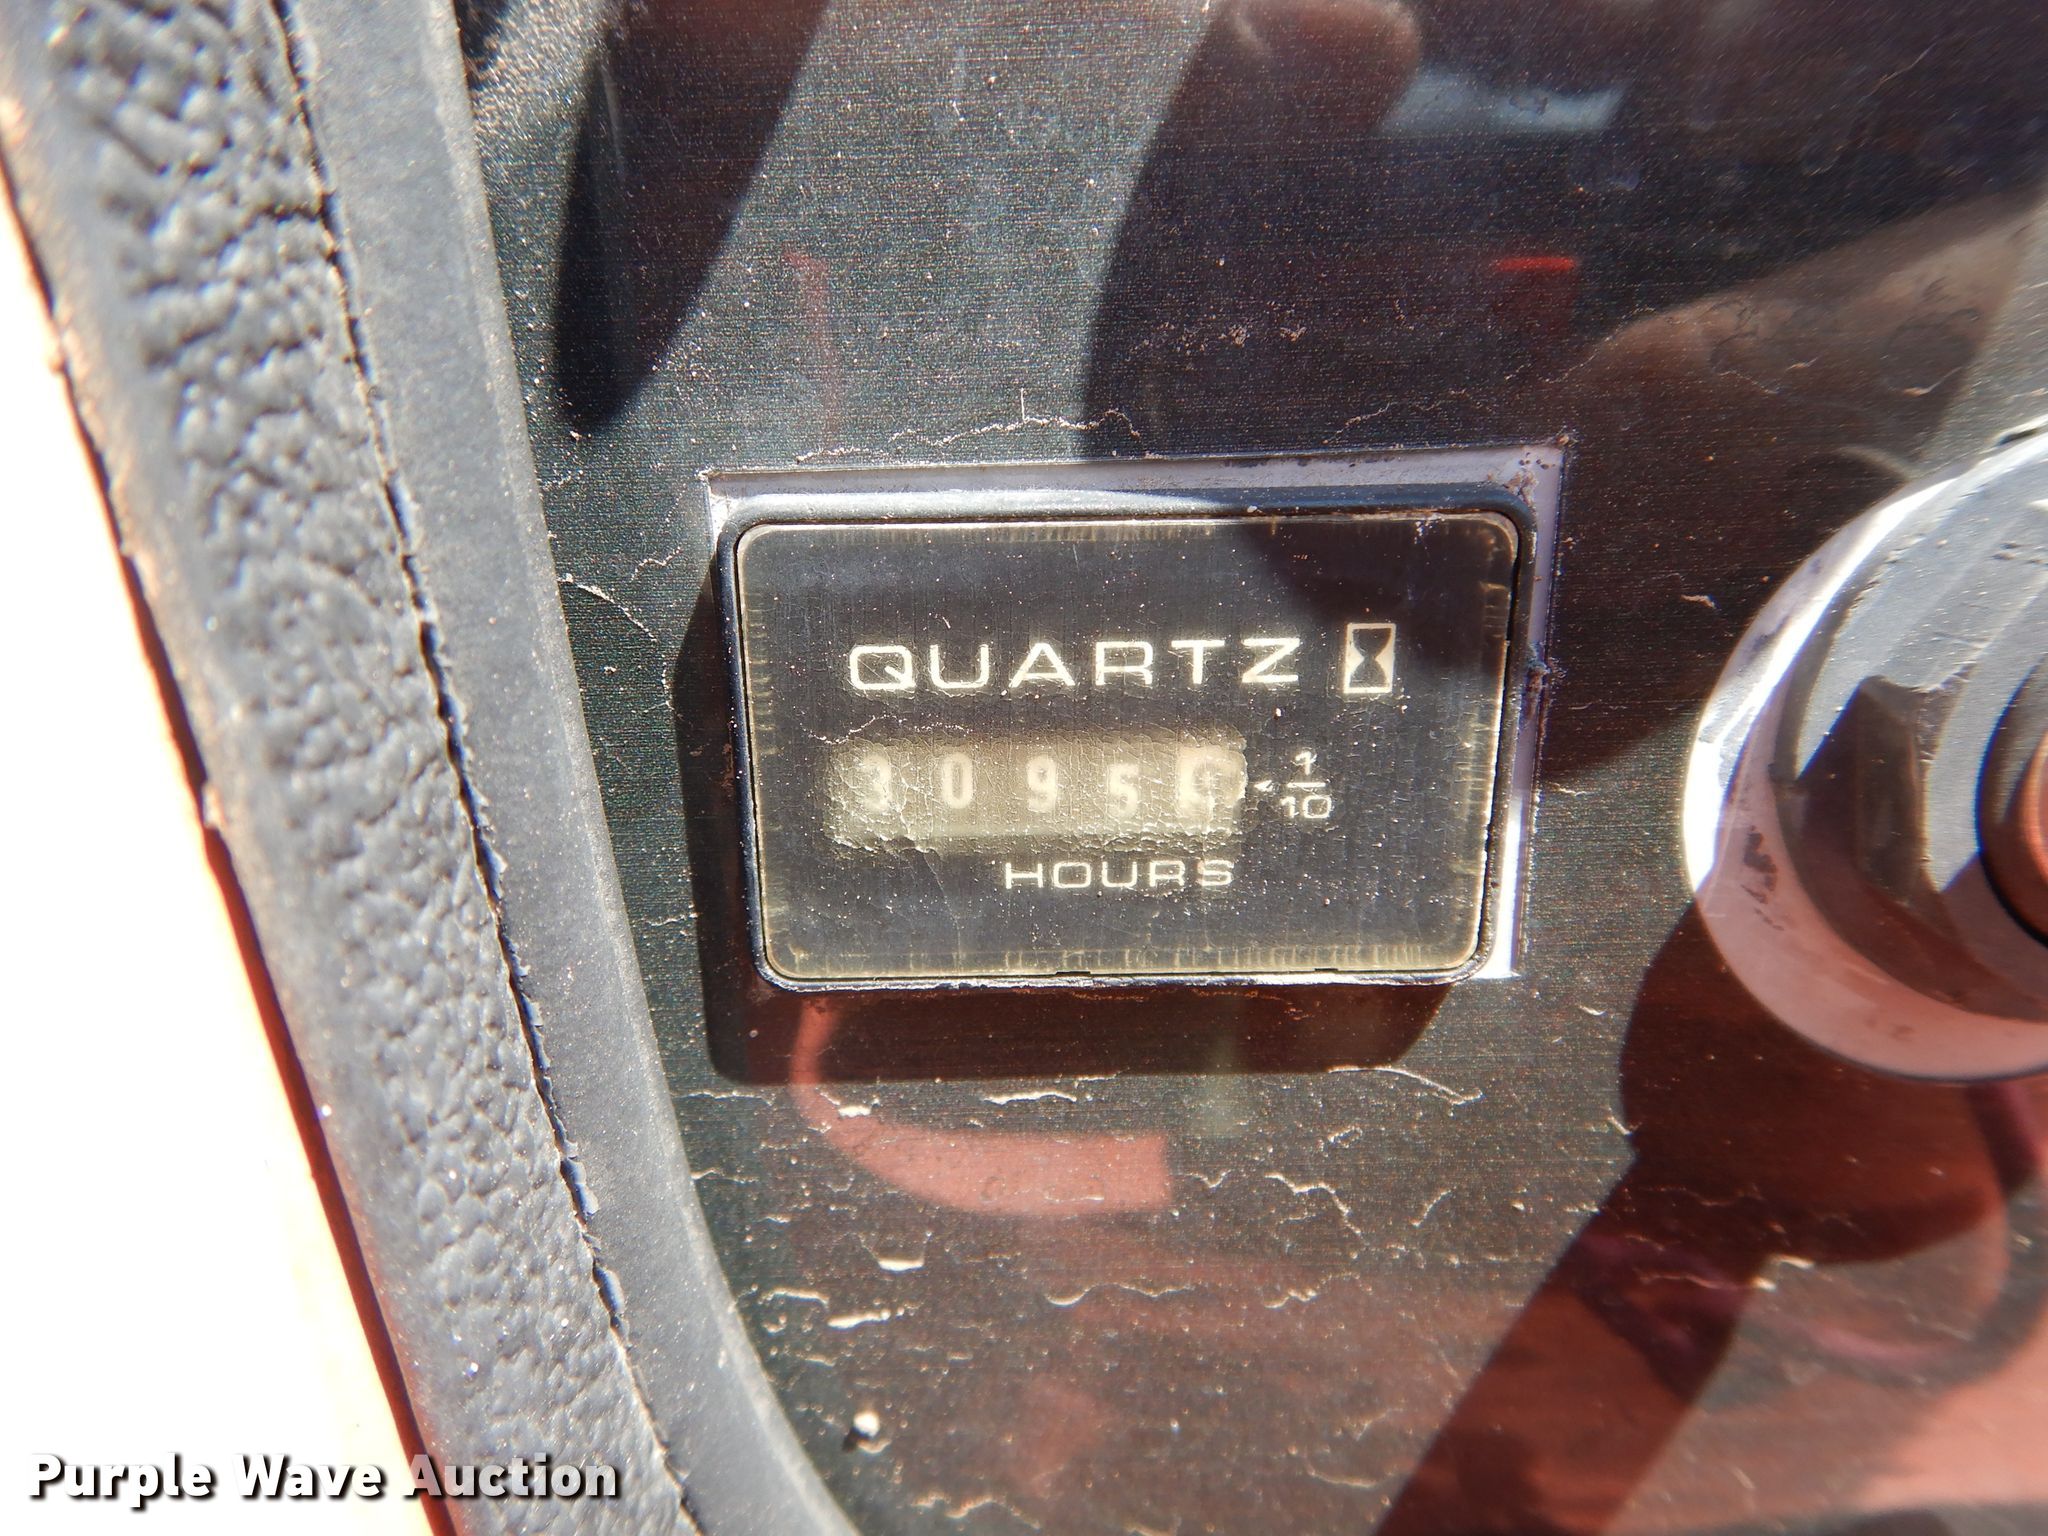 QUARTZ
3095
1/10
HOURS
Purple Wave Auction